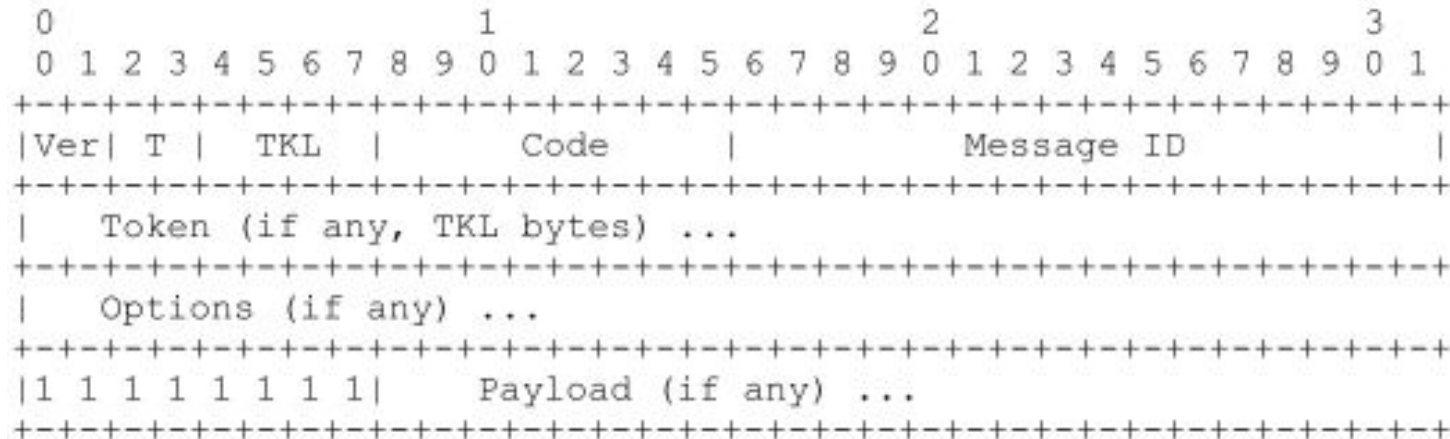 0                   1                   2                   3
 0 1 2 3 4 5 6 7 8 9 0 1 2 3 4 5 6 7 8 9 0 1 2 3 4 5 6 7 8 9 0 1
+-+-+-+-+-+-+-+-+-+-+-+-+-+-+-+-+-+-+-+-+-+-+-+-+-+-+-+-+-+-+-+-+
|Ver| T |  TKL  |      Code     |          Message ID           |
+-+-+-+-+-+-+-+-+-+-+-+-+-+-+-+-+-+-+-+-+-+-+-+-+-+-+-+-+-+-+-+-+
|   Token (if any, TKL bytes) ...
+-+-+-+-+-+-+-+-+-+-+-+-+-+-+-+-+-+-+-+-+-+-+-+-+-+-+-+-+-+-+-+-+
|   Options (if any) ...
+-+-+-+-+-+-+-+-+-+-+-+-+-+-+-+-+-+-+-+-+-+-+-+-+-+-+-+-+-+-+-+-+
|1 1 1 1 1 1 1 1|    Payload (if any) ...
+-+-+-+-+-+-+-+-+-+-+-+-+-+-+-+-+-+-+-+-+-+-+-+-+-+-+-+-+-+-+-+-+